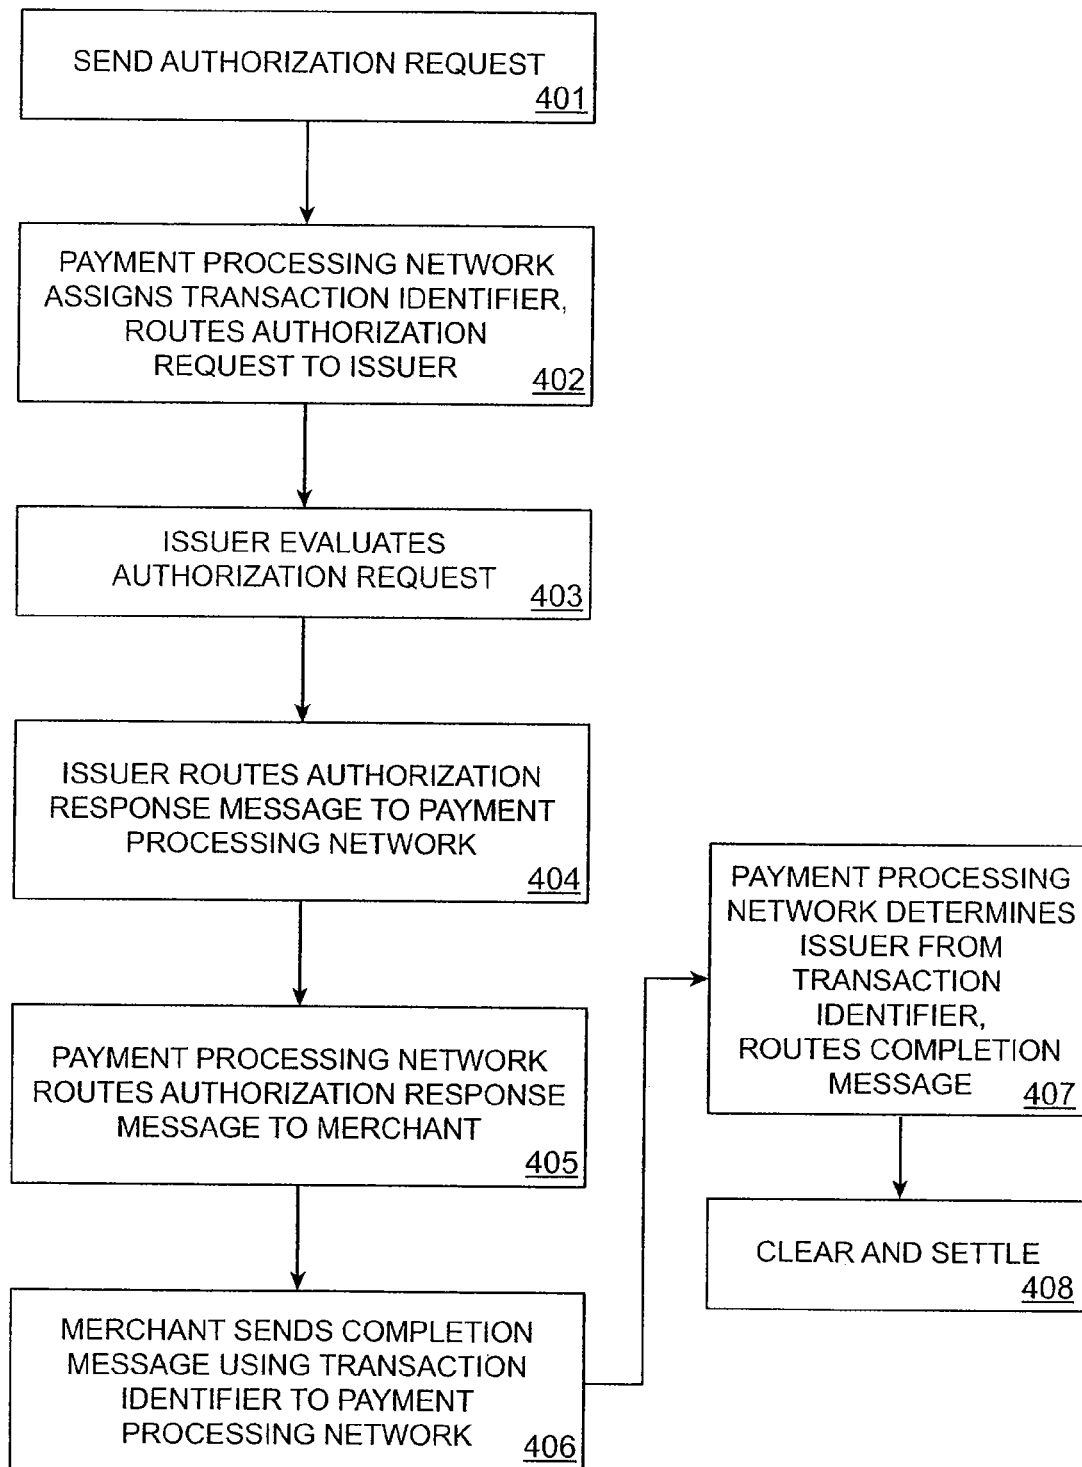 SEND AUTHORIZATION REQUEST
401
PAYMENT PROCESSING NETWORK
ASSIGNS TRANSACTION IDENTIFIER,
ROUTES AUTHORIZATION
REQUEST TO ISSUER
402
ISSUER EVALUATES
AUTHORIZATION REQUEST
403
ISSUER ROUTES AUTHORIZATION
RESPONSE MESSAGE TO PAYMENT
PROCESSING NETWORK
404
PAYMENT PROCESSING NETWORK
ROUTES AUTHORIZATION RESPONSE
MESSAGE TO MERCHANT
405
MERCHANT SENDS COMPLETION
MESSAGE USING TRANSACTION
IDENTIFIER TO PAYMENT
PROCESSING NETWORK
406
PAYMENT PROCESSING
NETWORK DETERMINES
ISSUER FROM
TRANSACTION
IDENTIFIER,
ROUTES COMPLETION
MESSAGE
407
CLEAR AND SETTLE
408